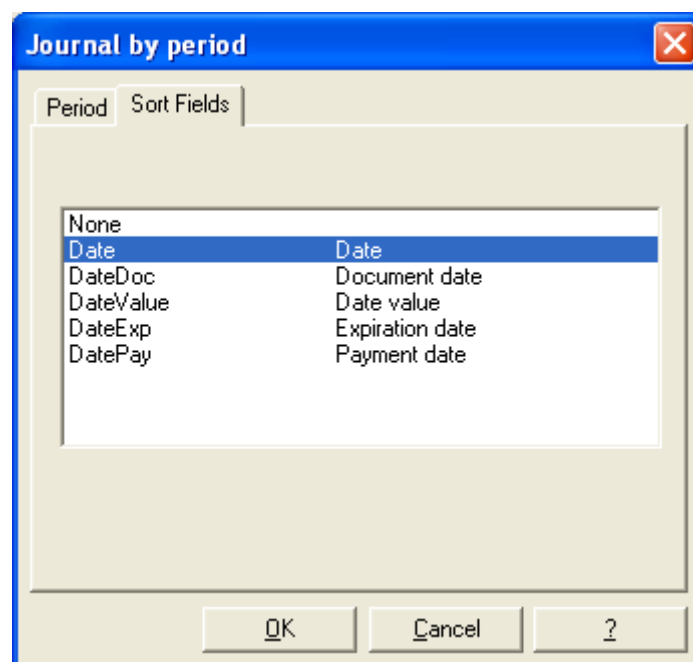 Journal by period
Period Sort Fields
None
Date Date
DateDoc Document date
DateValue Date value
DateExp Expiration date
DatePay Payment date
OK Cancel ?